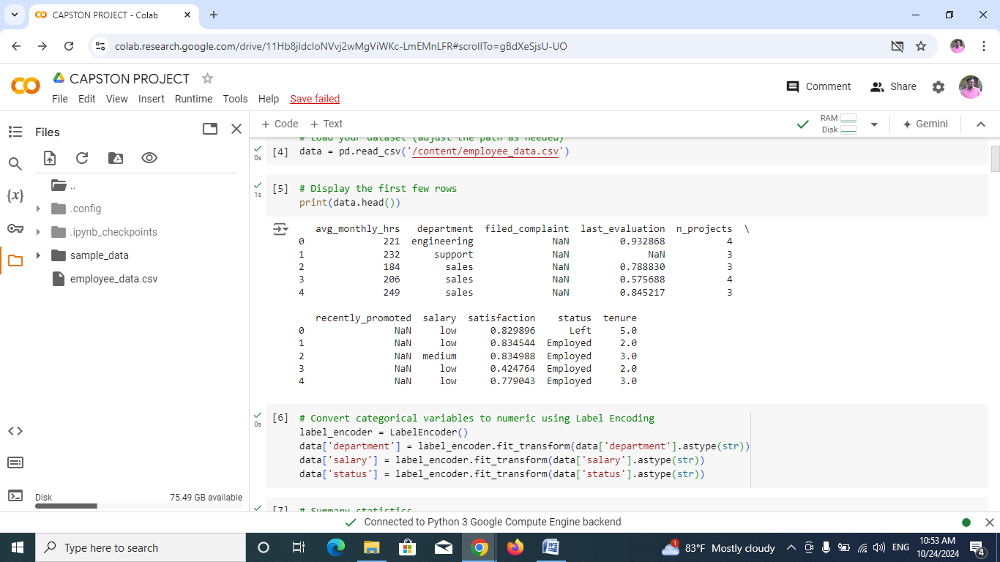 CAPSTON PROJECT - Colab
colab.research.google.com/drive/11Hb8jIdcIoNVvj2wMgViWKc-LmEMnLFR#scrollTo=gBdXeSjsU-UO
CAPSTON PROJECT
File Edit View Insert Runtime Tools Help Save failed
Comment Share
Files
+ Code + Text
RAM
Disk
Gemini
..
.config
.ipynb_checkpoints
sample_data
employee_data.csv
Disk 75.49 GB available
# Load your dataset (adjust the path as needed)
0s
[4] data = pd.read_csv('/content/employee_data.csv')
1s
[5] # Display the first few rows
print(data.head())
avg_monthly_hrs department filed_complaint last_evaluation n_projects \
0 221 engineering NaN 0.932868 4
1 232 support NaN NaN 3
2 184 sales NaN 0.788830 3
3 206 sales NaN 0.575688 4
4 249 sales NaN 0.845217 3
recently_promoted salary satisfaction status tenure
0 NaN low 0.829896 Left 5.0
1 NaN low 0.834544 Employed 2.0
2 NaN medium 0.834988 Employed 3.0
3 NaN low 0.424764 Employed 2.0
4 NaN low 0.779043 Employed 3.0
0s
[6] # Convert categorical variables to numeric using Label Encoding
label_encoder = LabelEncoder()
data['department'] = label_encoder.fit_transform(data['department'].astype(str))
data['salary'] = label_encoder.fit_transform(data['salary'].astype(str))
data['status'] = label_encoder.fit_transform(data['status'].astype(str))
[7] # Summary statistics
Connected to Python 3 Google Compute Engine backend
Type here to search
1
83°F Mostly cloudy
ENG
10:53 AM
10/24/2024
4